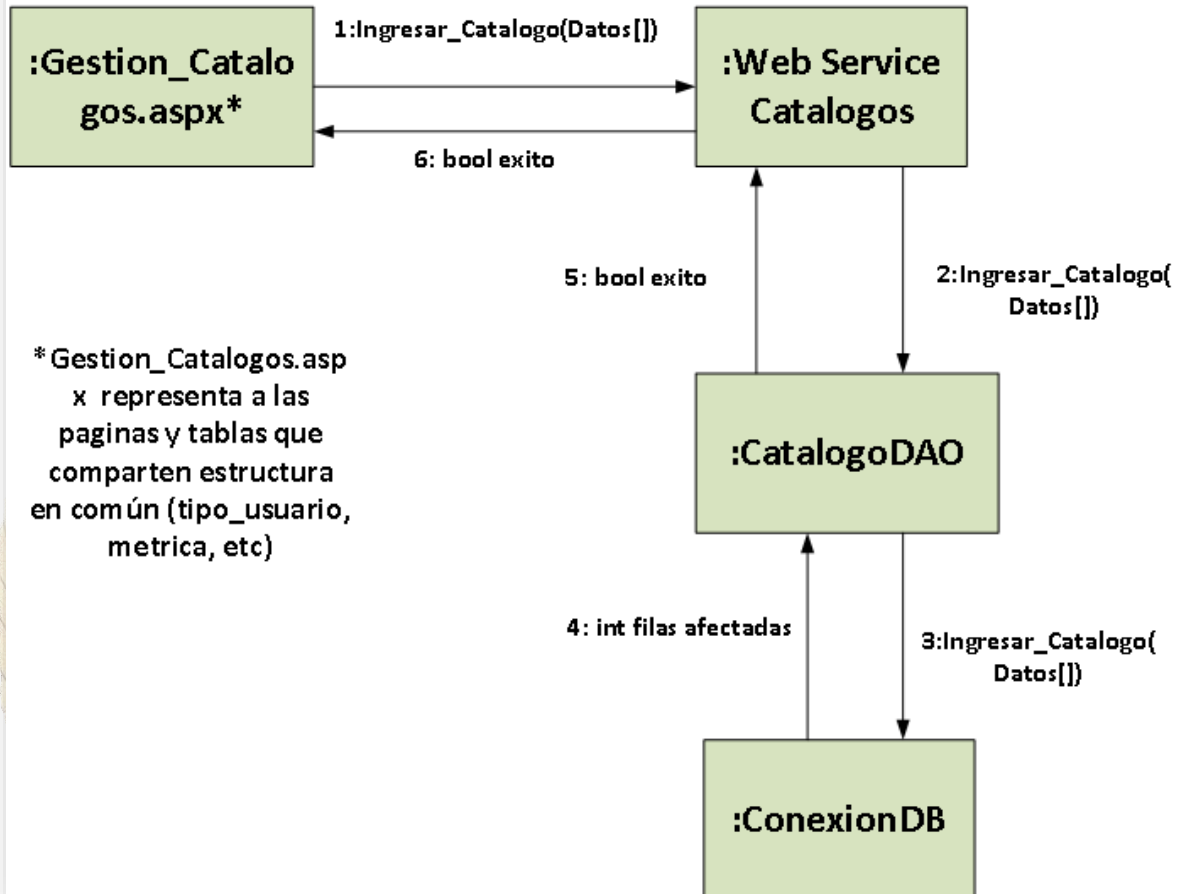 1:Ingresar_Catalogo(Datos[])
:Gestion_Catalo
gos.aspx*
:Web Service
Catalogos
6: bool exito
5: bool exito
2:Ingresar_Catalogo(
Datos[])
*Gestion_Catalogos.asp
x representa a las
paginas y tablas que
comparten estructura
en común (tipo_usuario,
metrica, etc)
:CatalogoDAO
4: int filas afectadas
3:Ingresar_Catalogo(
Datos[])
:ConexionDB